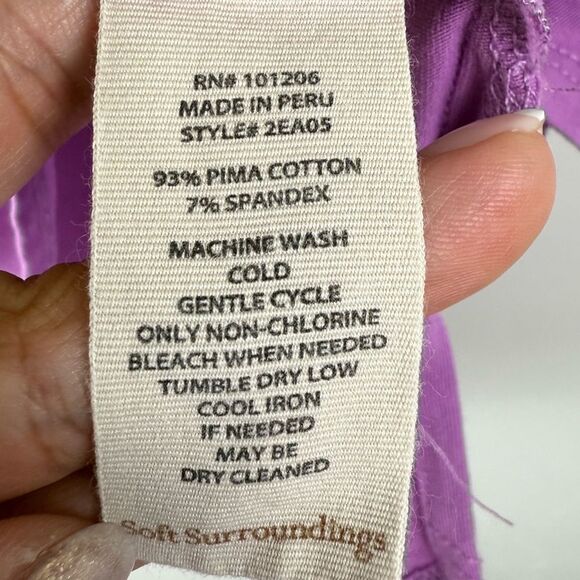 RN# 101206
MADE IN PERU
STYLE# 2EA05
93% PIMA COTTON
7% SPANDEX
MACHINE WASH
COLD
GENTLE CYCLE
ONLY NON-CHLORINE
BLEACH WHEN NEEDED
TUMBLE DRY LOW
COOL IRON
IF NEEDED
MAY BE
DRY CLEANED
Soft Surroundings